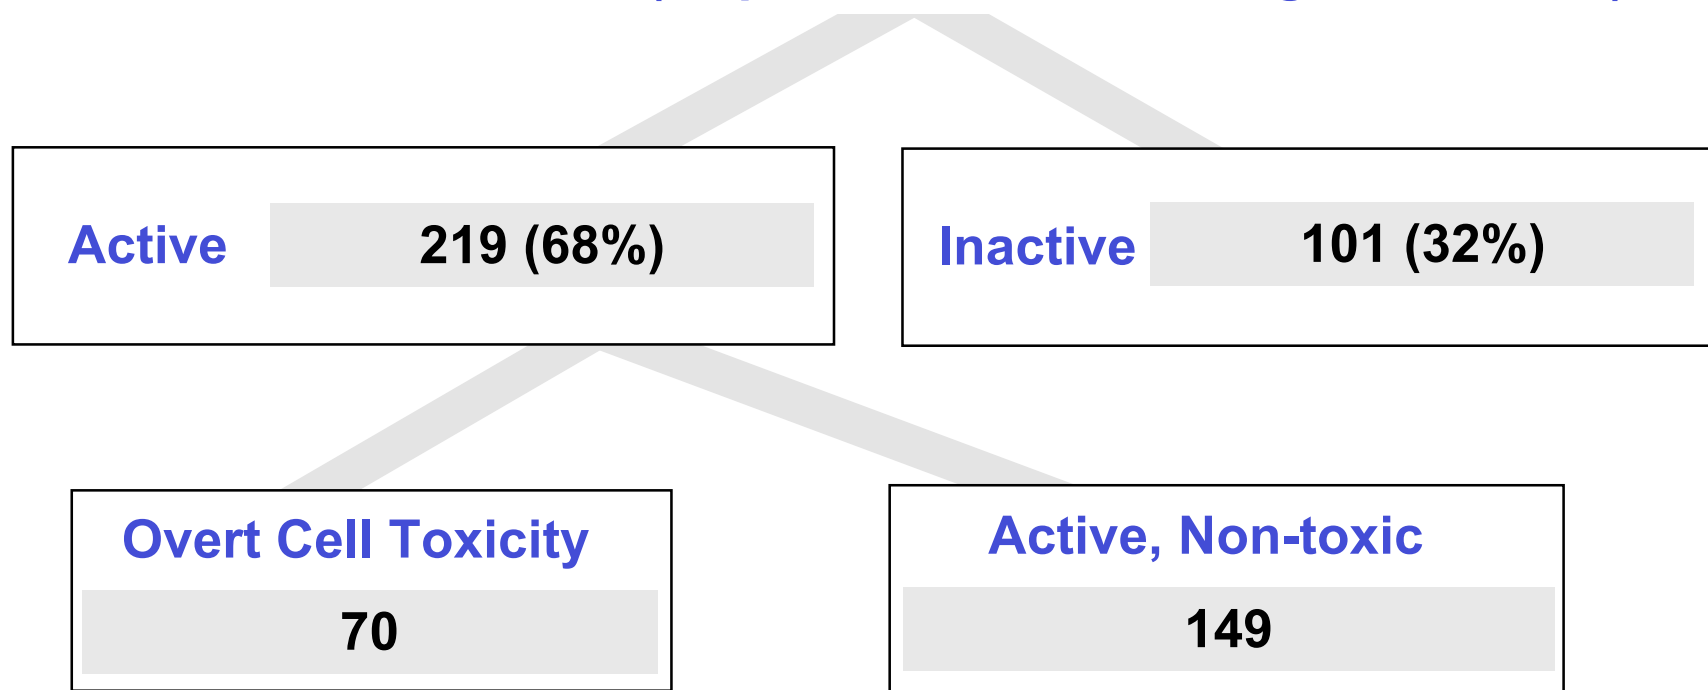 Active 219 (68%)
Inactive 101 (32%)
Overt Cell Toxicity
70
Active, Non-toxic
149